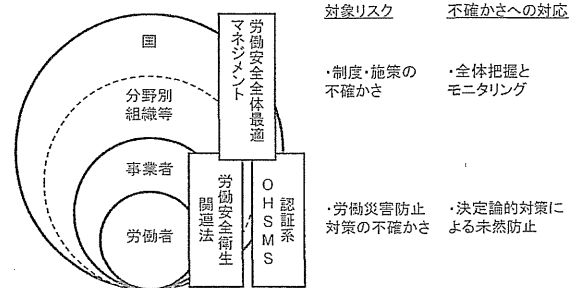 国
分野別
組織等
事業者
労働者
労働安全全体最適
マネジメント
労働安全衛生
関連法
認証系
OHSMS
対象リスク
不確かさへの対応
・制度・施策の
不確かさ
・全体把握と
モニタリング
・労働災害防止
対策の不確かさ
・決定論的対策に
よる未然防止